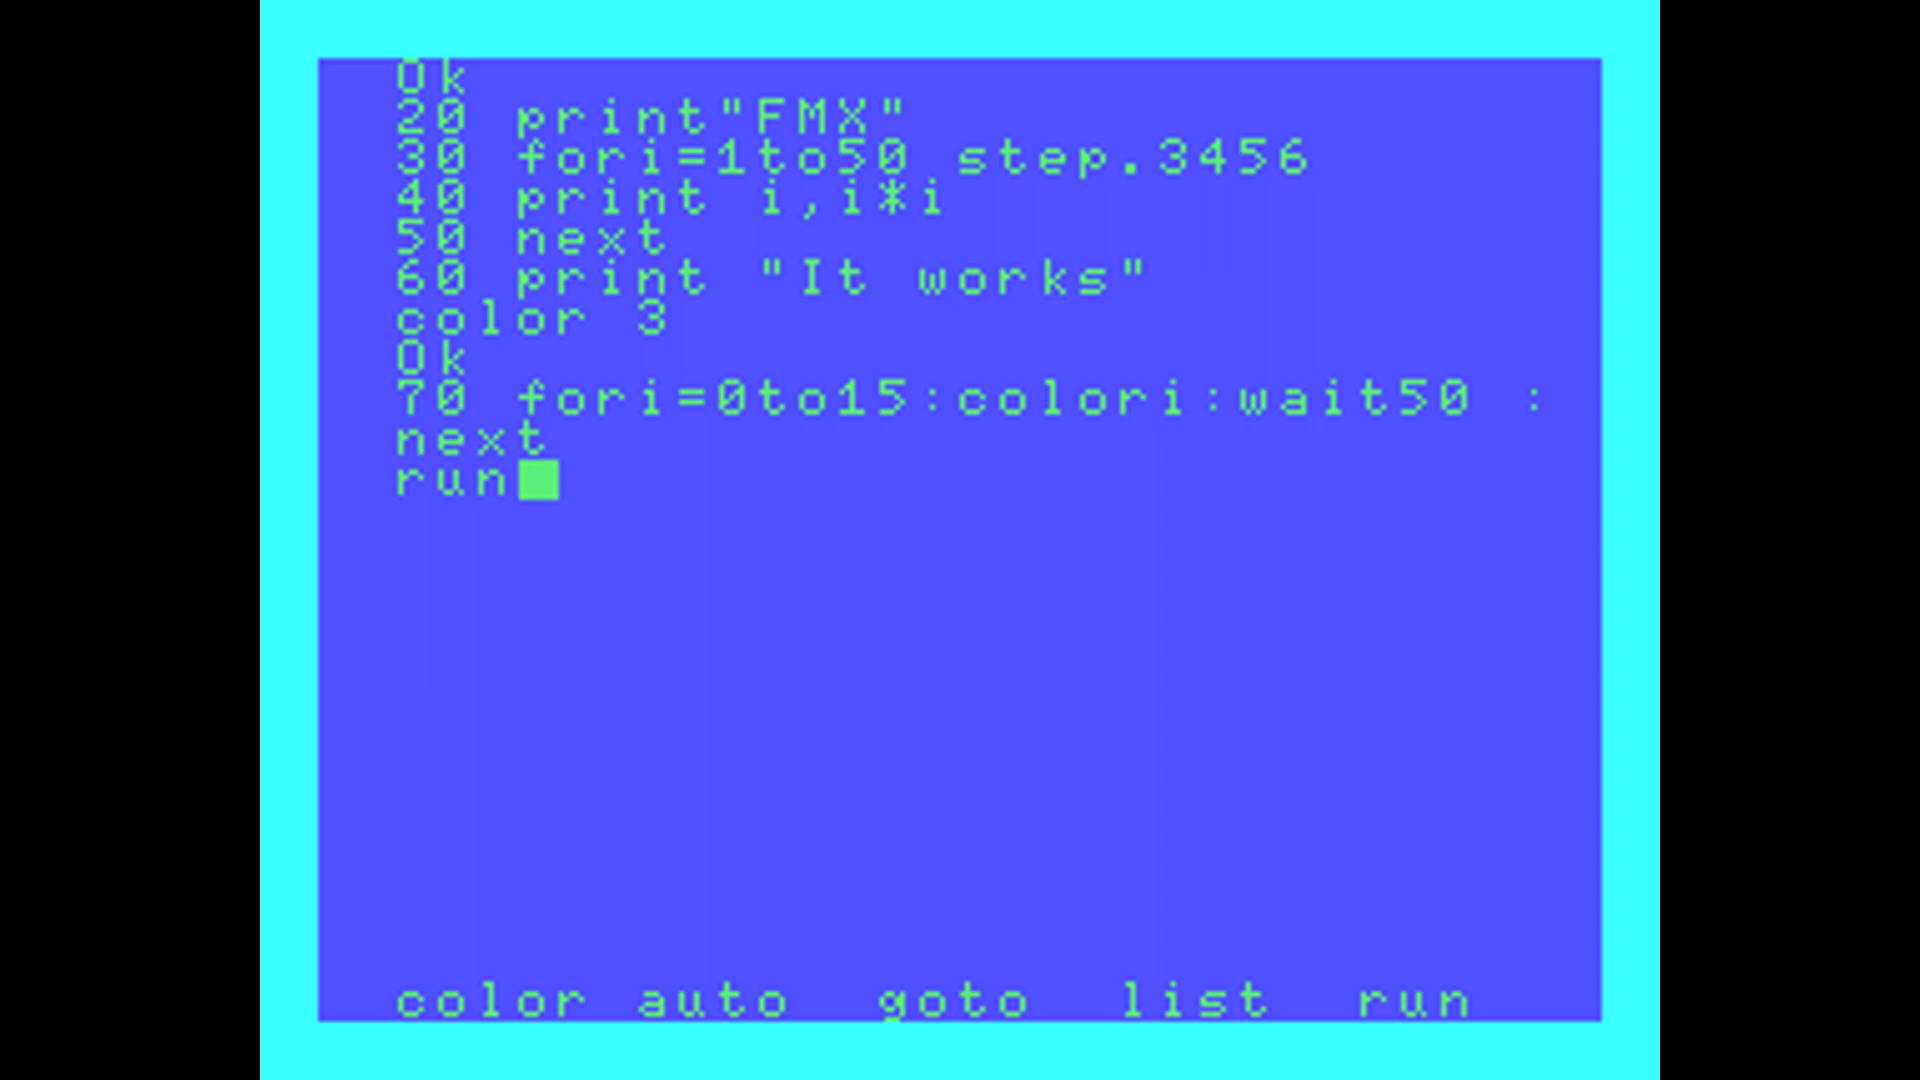 Ok
20 print"FMX"
30 fori=1to50 step.3456
40 print i,i*i
50 next
60 print "It works"
color 3
Ok
70 fori=0to15:colori:wait50 :
next
run
color auto goto list run